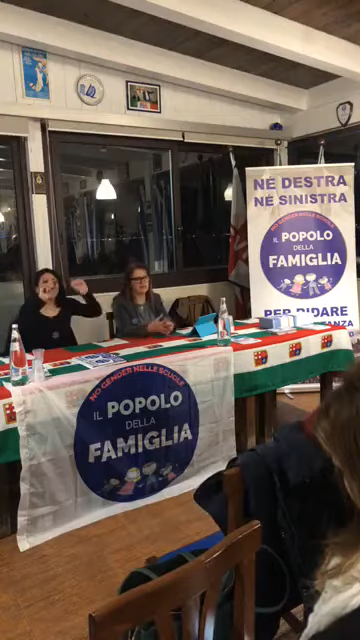 NÉ DESTRA
NÉ SINISTRA
NO GENDER NELLE SCUOLE
IL POPOLO
DELLA
FAMIGLIA
PER RIDARE
NO GENDER NELLE SCUOLE
IL POPOLO
DELLA
FAMIGLIA